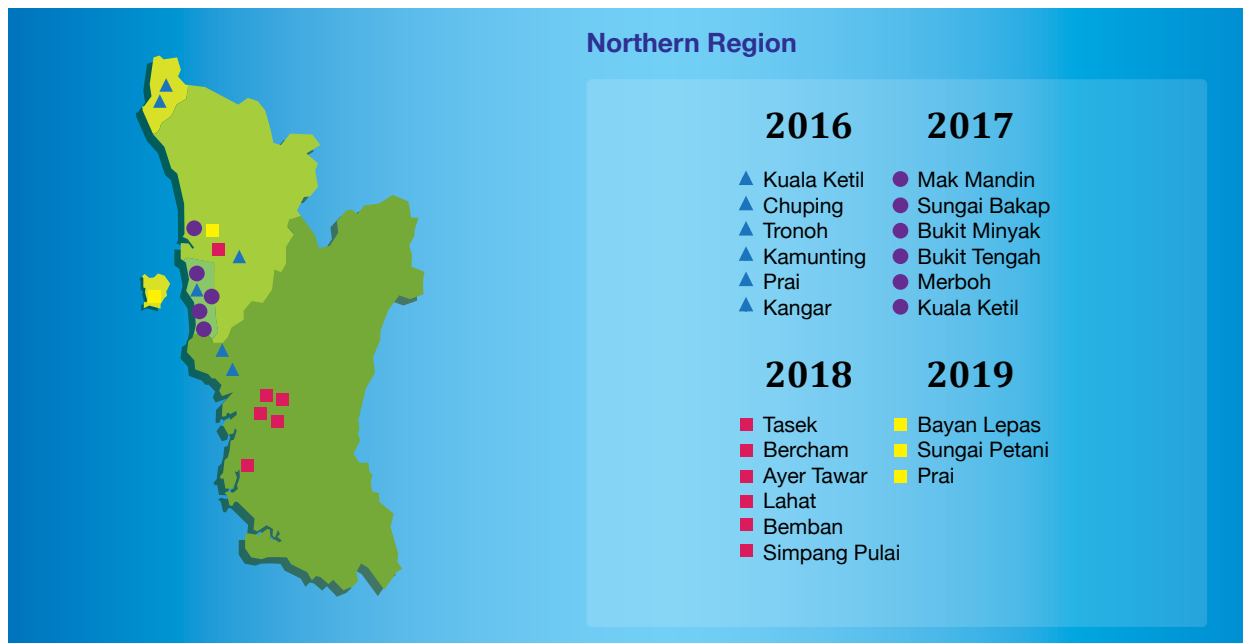 Northern Region
2016
Kuala Ketil
Chuping
Tronoh
Kamunting
Prai
Kangar
2017
Mak Mandin
Sungai Bakap
Bukit Minyak
Bukit Tengah
Merboh
Kuala Ketil
2018
Tasek
Bercham
Ayer Tawar
Lahat
Bemban
Simpang Pulai
2019
Bayan Lepas
Sungai Petani
Prai